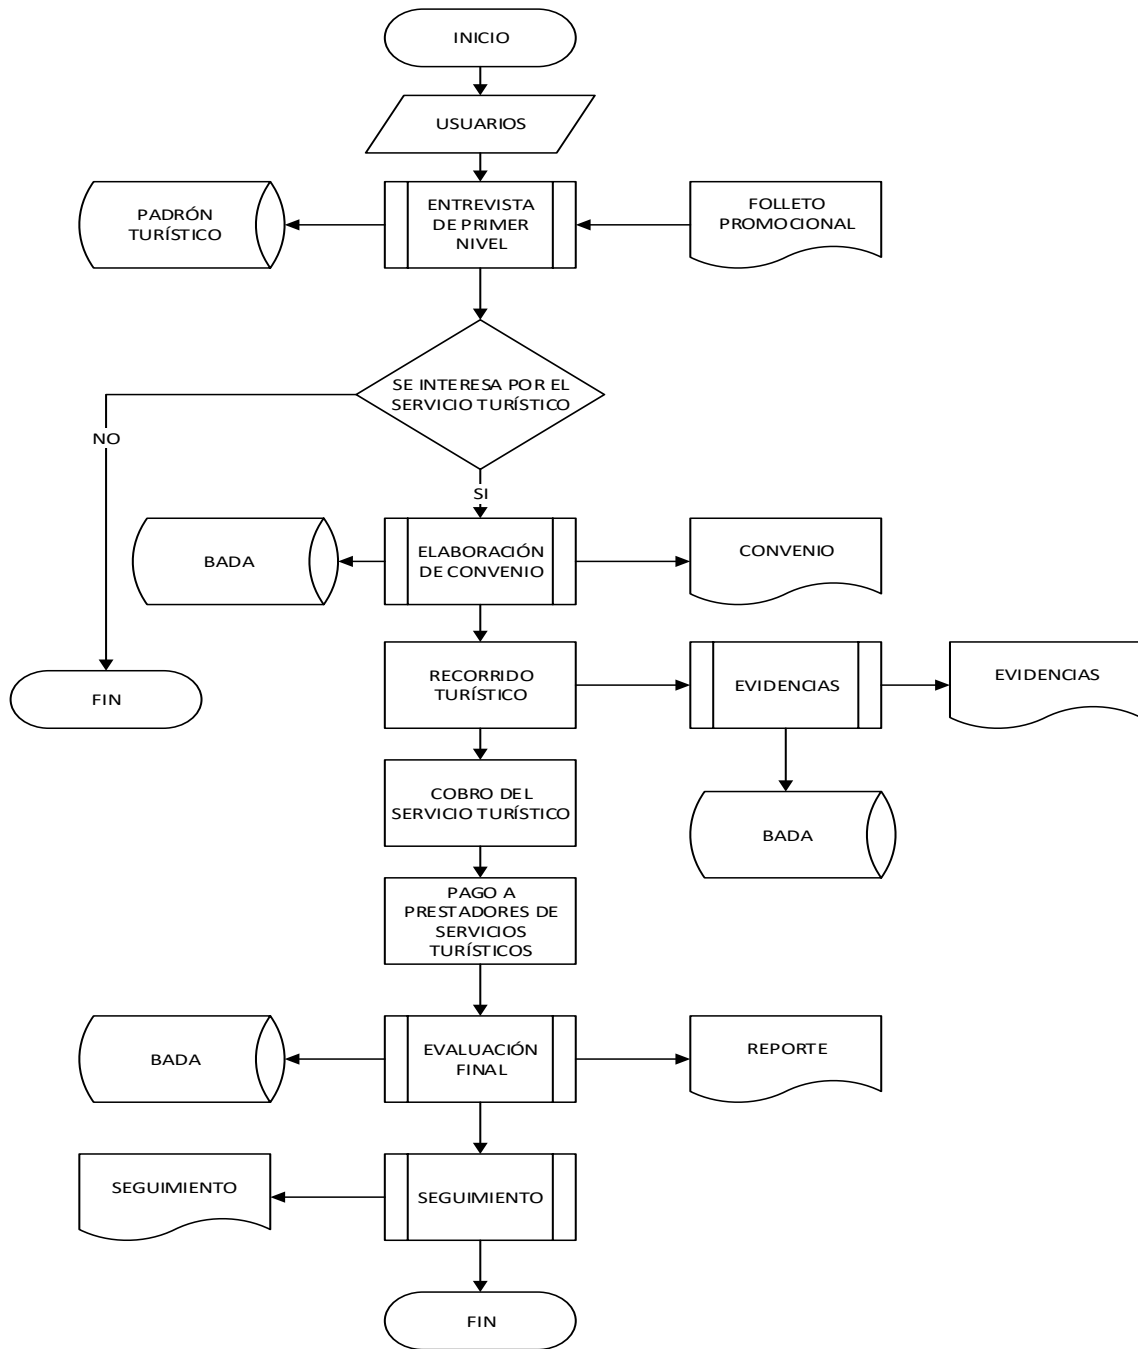 INICIO
USUARIOS
PADRÓN
TURÍSTICO
ENTREVISTA
DE PRIMER
NIVEL
FOLLETO
PROMOCIONAL
SE INTERESA POR EL
SERVICIO TURÍSTICO
NO
SI
BADA
ELABORACIÓN
DE CONVENIO
CONVENIO
FIN
RECORRIDO
TURÍSTICO
EVIDENCIAS
EVIDENCIAS
COBRO DEL
SERVICIO TURÍSTICO
BADA
PAGO A
PRESTADORES DE
SERVICIOS
TURÍSTICOS
BADA
EVALUACIÓN
FINAL
REPORTE
SEGUIMIENTO
SEGUIMIENTO
FIN